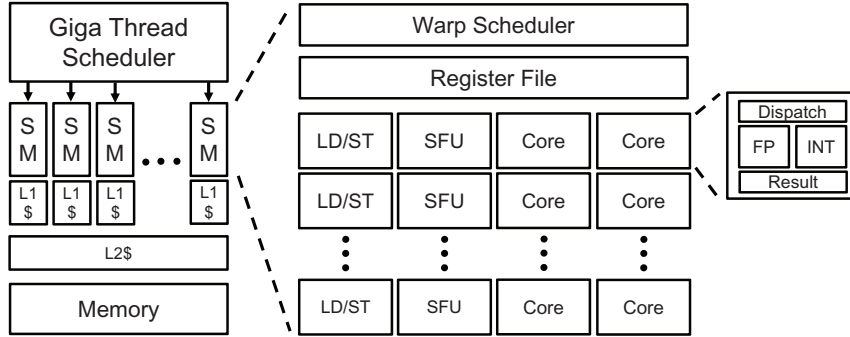 Giga Thread
Scheduler
S
M
S
M
S
M
S
M
L1
$
L1
$
L1
$
L1
$
L2$
Memory
Warp Scheduler
Register File
LD/ST SFU Core Core
LD/ST SFU Core Core
LD/ST SFU Core Core
Dispatch
FP INT
Result